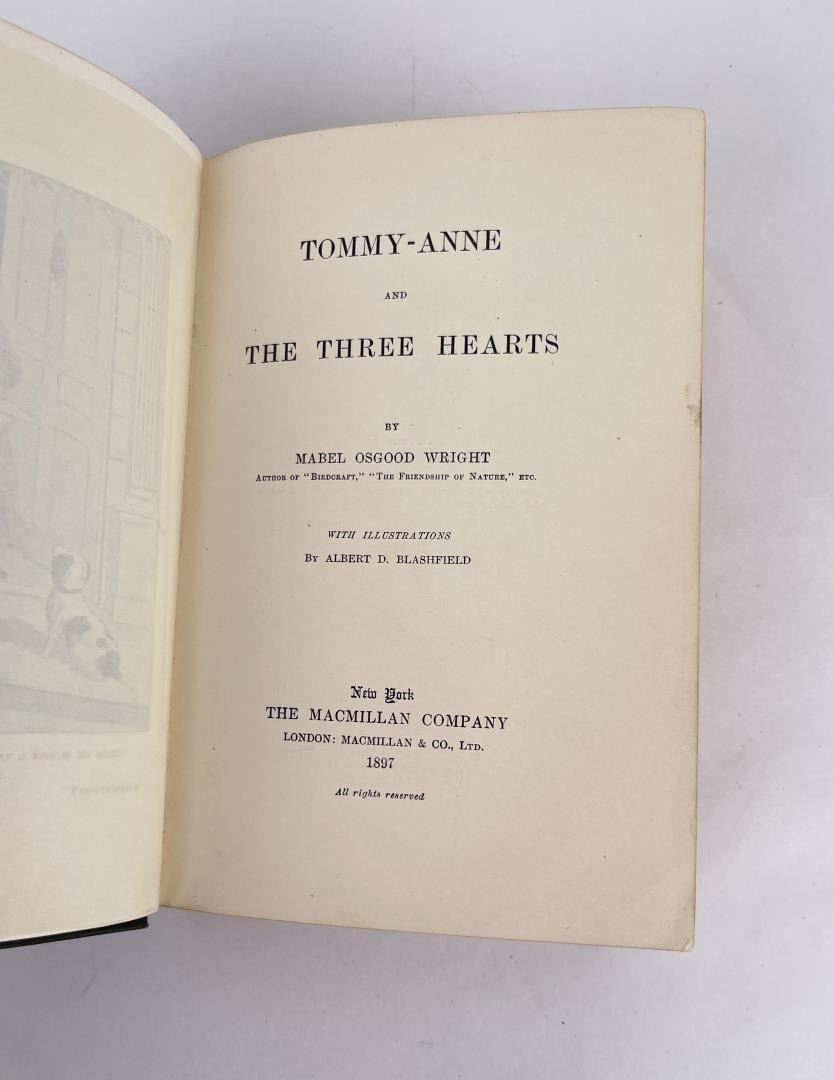 TOMMY-ANNE
AND
THE THREE HEARTS
BY
MABEL OSGOOD WRIGHT
AUTHOR OF "BIRDCRAFT," "THE FRIENDSHIP OF NATURE," ETC.
WITH ILLUSTRATIONS
BY ALBERT D. BLASHFIELD
New York
THE MACMILLAN COMPANY
LONDON: MACMILLAN & CO., LTD.
1897
All rights reserved